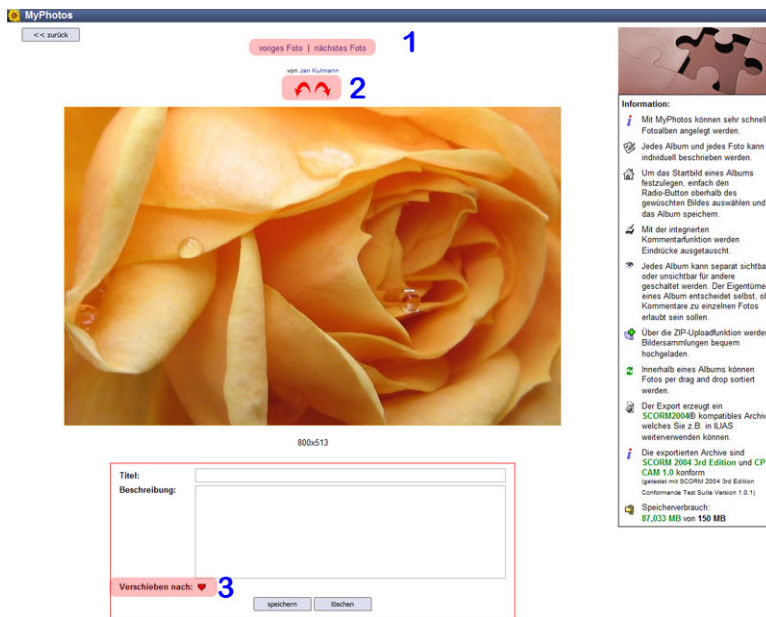 MyPhotos
<< zurück
voriges Foto | nächstes Foto
1
von Jan Kulmann
2
800x513
Titel:
Beschreibung:
Verschieben nach:
3
speichern löschen
Information:
Mit MyPhotos können sehr schnell
Fotoalben angelegt werden.
Jedes Album und jedes Foto kann
individuell beschrieben werden.
Um das Startbild eines Albums
festzulegen, einfach den
Radio-Button oberhalb des
gewüschten Bildes auswählen und
das Album speichern.
Mit der integrierten
Kommentarfunktion werden
Eindrücke ausgetauscht.
Jedes Album kann separat sichtba
oder unsichtbar für andere
geschaltet werden. Der Eigentüme
eines Album entscheidet selbst, ob
Kommentare zu einzelnen Fotos
erlaubt sein sollen.
Über die ZIP-Uploadfunktion werde
Bildersammlungen bequem
hochgeladen.
Innerhalb eines Albums können
Fotos per drag and drop sortiert
werden.
Der Export erzeugt ein
SCORM2004® kompatibles Archiv
welches Sie z.B. in ILIAS
weiterverwenden können.
Die exportierten Archive sind
SCORM 2004 3rd Edition und CP
CAM 1.0 konform
(getestet mit SCORM 2004 3rd Edition
Conformance Test Suite Version 1.0.1)
Speicherverbrauch:
87,033 MB von 150 MB